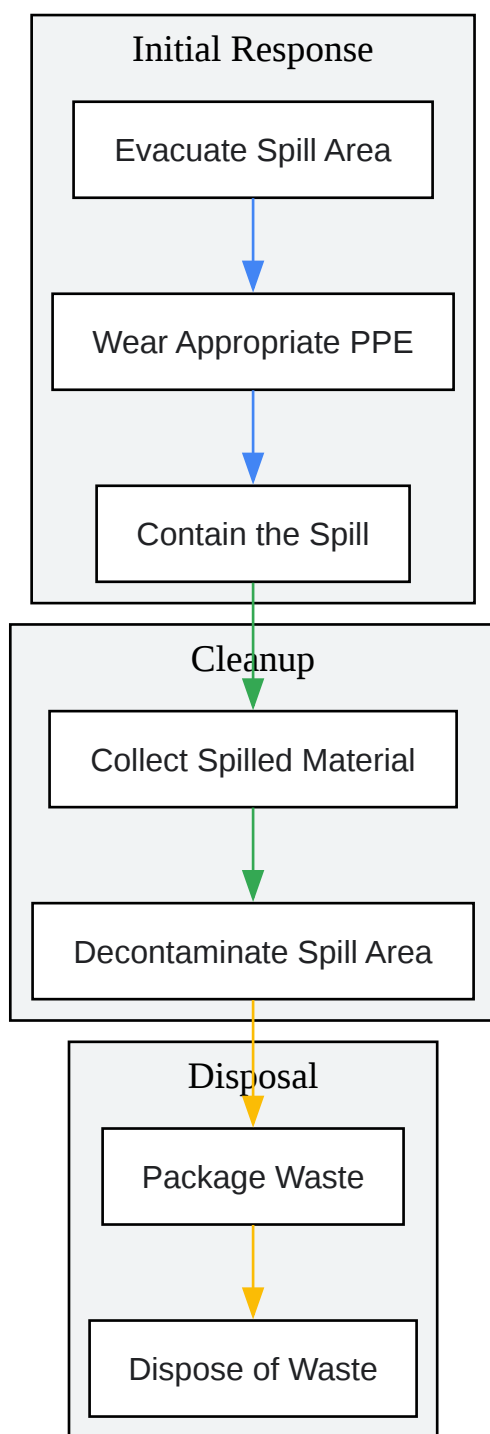 Initial Response
Evacuate Spill Area
Wear Appropriate PPE
Contain the Spill
Cleanup
Collect Spilled Material
Decontaminate Spill Area
Disposal
Package Waste
Dispose of Waste